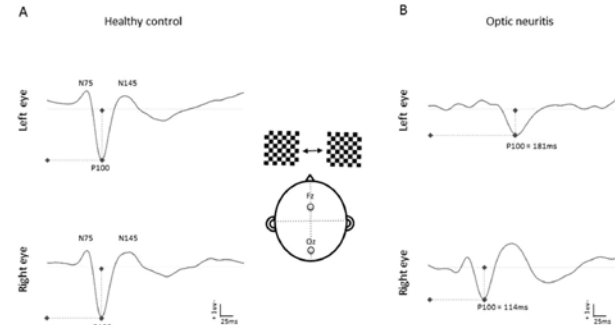 A
Healthy control
B
Optic neuritis
Left eye
N75
N145
P100
P100 = 181ms
Fz
Oz
Right eye
N75
N145
25ms
Left eye
Right eye
P100 = 114ms
25ms